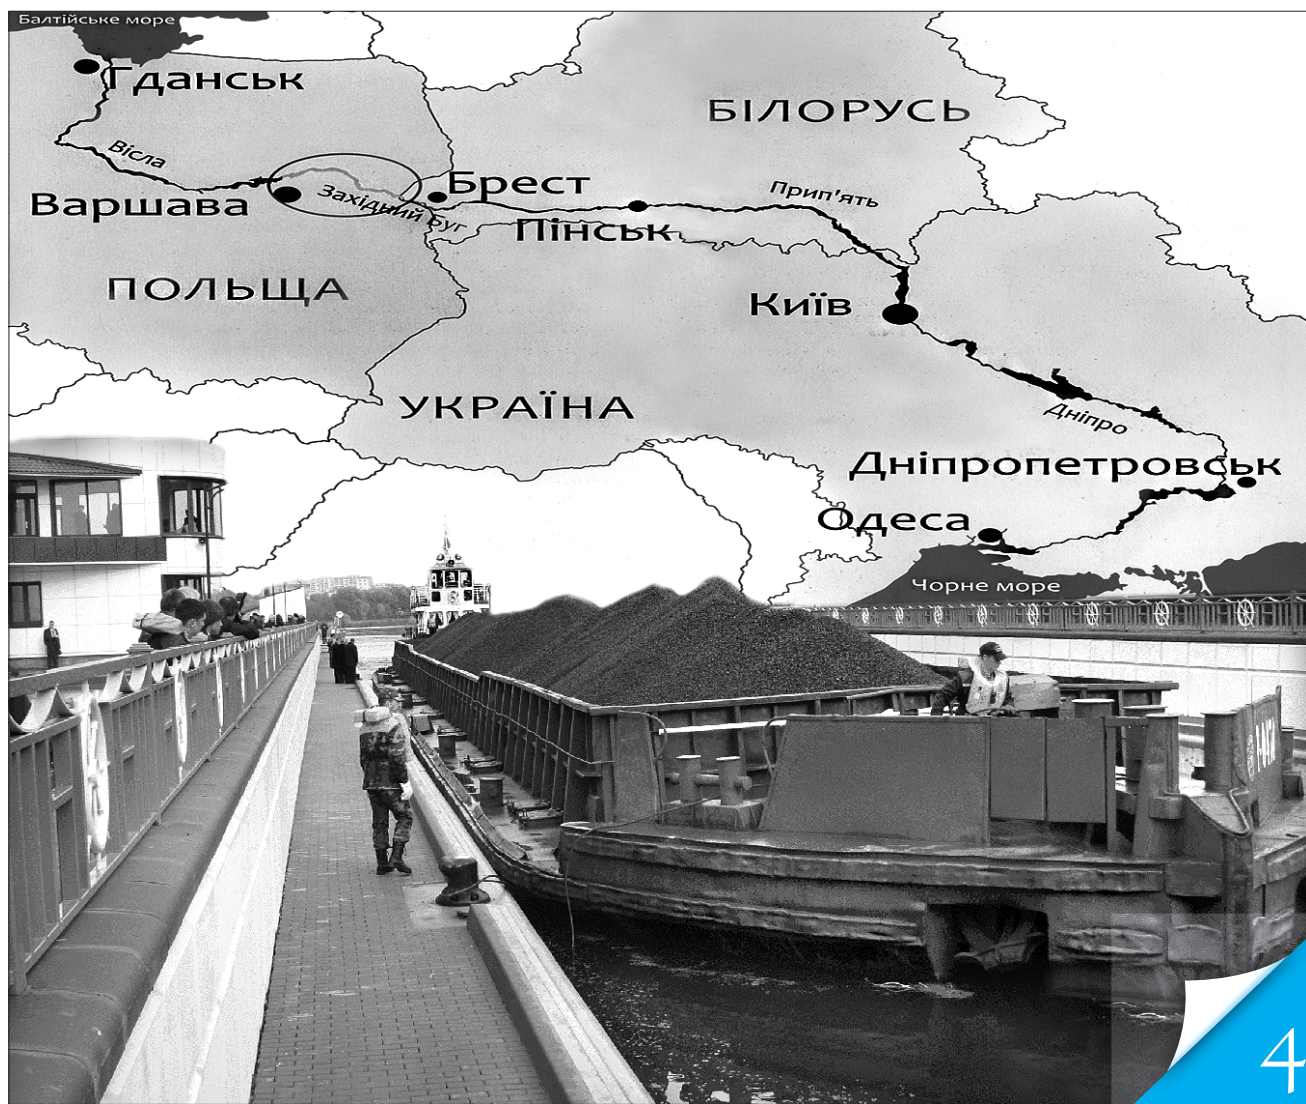 Балтійське море
Гданськ
БІЛОРУСЬ
Вісла
Брест
Прип'ять
Варшава
Західний Буг
Пінськ
ПОЛЬЩА
Київ
УКРАЇНА
Дніпро
Дніпропетровськ
Одеса
Чорне море
4